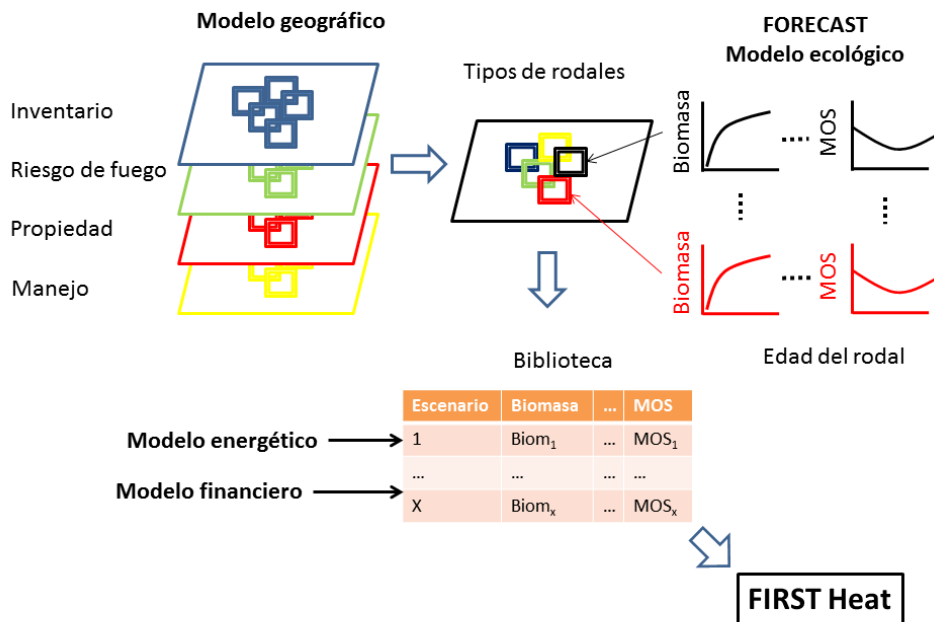 Modelo geográfico
Inventario
Riesgo de fuego
Propiedad
Manejo
Tipos de rodales
FORECAST
Modelo ecológico
Biomasa
MOS
Biomasa
MOS
Edad del rodal
Biblioteca
Escenario Biomasa ... MOS
1 Biom₁ ... MOS₁
... ... ... ...
X Biomₓ ... MOSₓ
Modelo energético
Modelo financiero
FIRST Heat